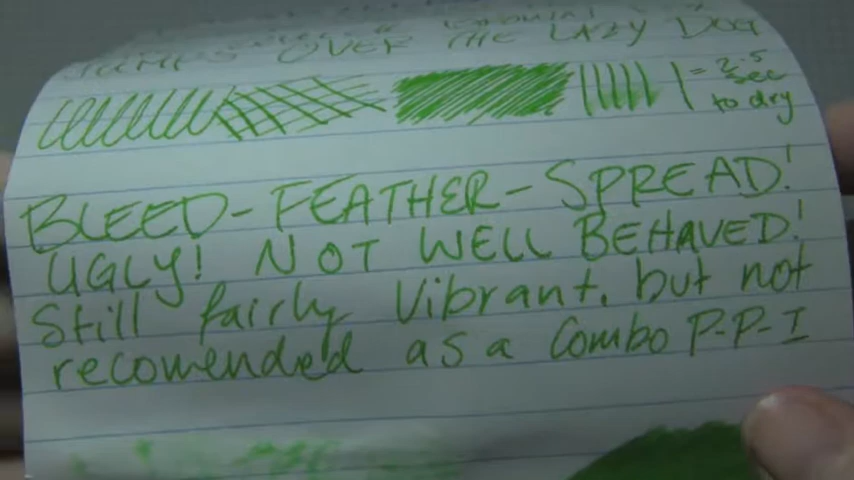 JUMPS OVER THE LAZY DOG
= 2.5
sec
to dry
BLEED-FEATHER-SPREAD!
UGLY! NOT WELL BEHAVED!
Still fairly Vibrant, but not
recomended as a Combo P-P-I